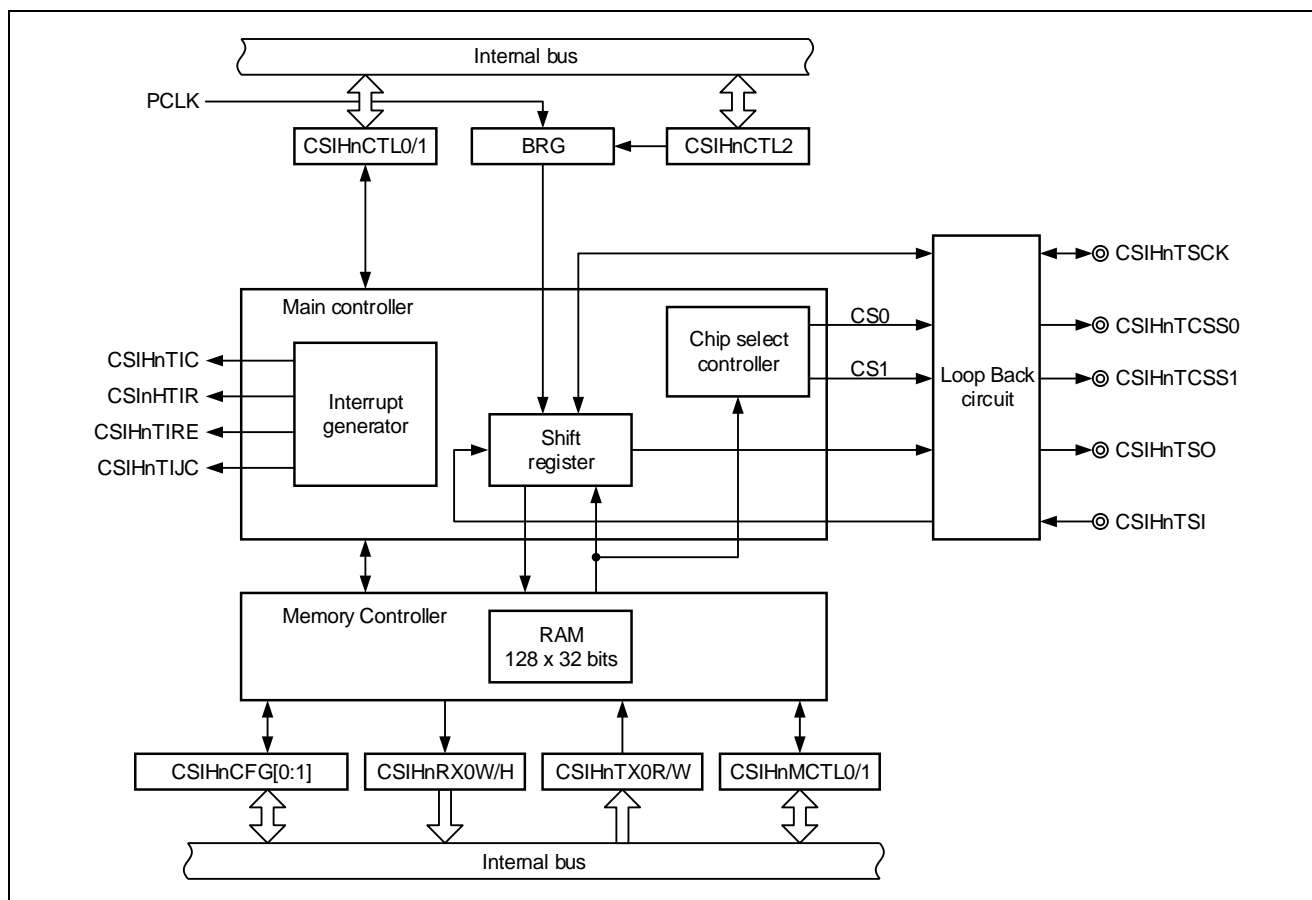 Internal bus
PCLK
CSIHnCTL0/1
BRG
CSIHnCTL2
Main controller
CSIHnTIC
CSInHTIR
CSIHnTIRE
CSIHnTIJC
Interrupt
generator
Shift
register
Chip select
controller
CS0
CS1
Loop Back
circuit
CSIHnTSCK
CSIHnTCSS0
CSIHnTCSS1
CSIHnTSO
CSIHnTSI
Memory Controller
RAM
128 x 32 bits
CSIHnCFG[0:1]
CSIHnRX0W/H
CSIHnTX0R/W
CSIHnMCTL0/1
Internal bus